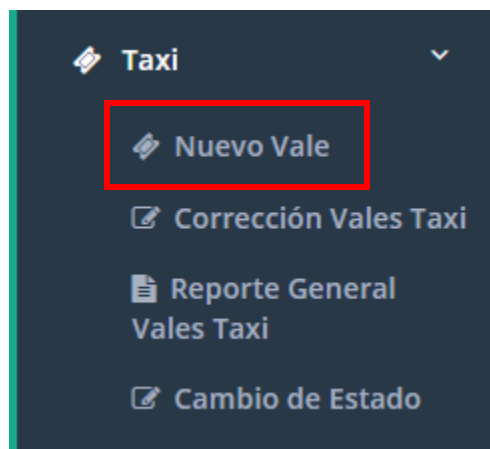 Taxi
Nuevo Vale
Corrección Vales Taxi
Reporte General
Vales Taxi
Cambio de Estado